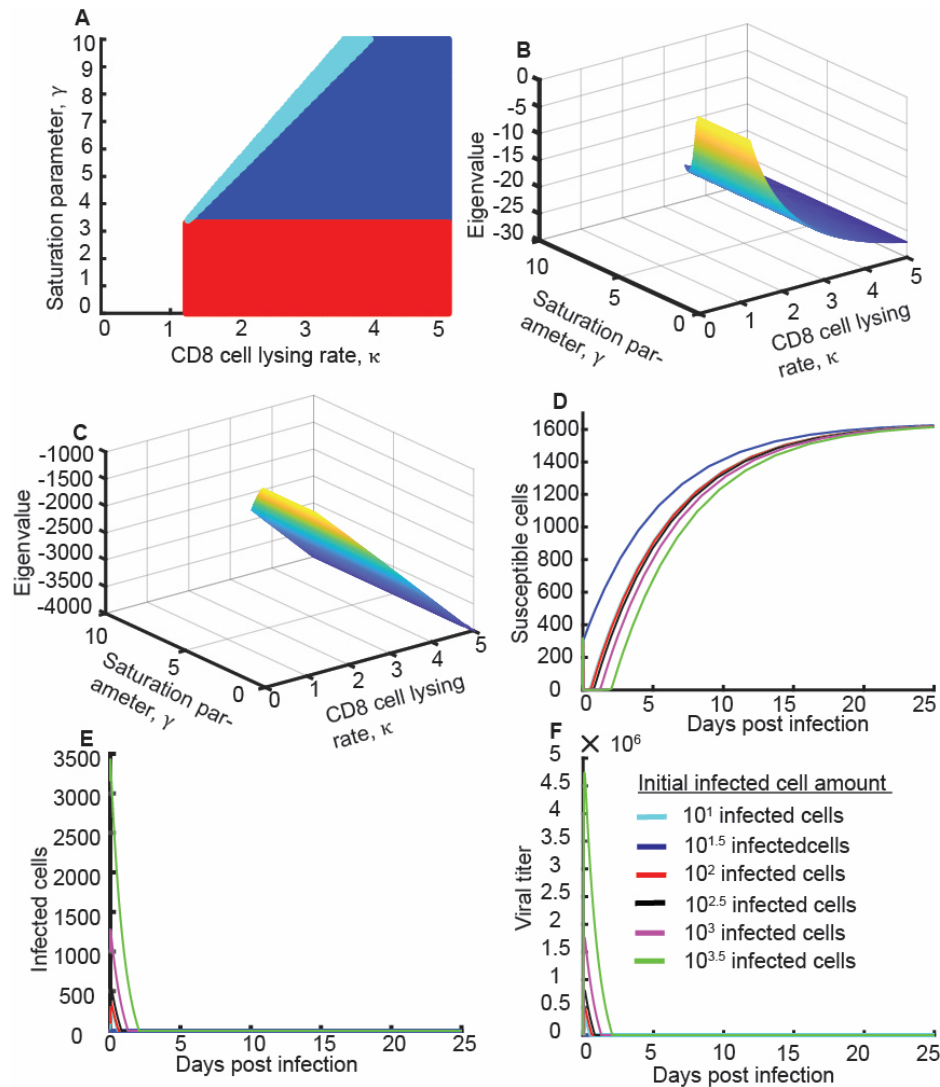 A
10
9
8
7
6
5
4
3
2
1
0
Saturation parameter, γ
0 1 2 3 4 5
CD8 cell lysing rate, κ
B
0
-5
-10
-15
-20
-25
-30
Eigenvalue
10
5
0
Saturation par-
ameter, γ
0 1 2 3 4 5
CD8 cell lysing
rate, κ
C
-1000
-1500
-2000
-2500
-3000
-3500
-4000
Eigenvalue
10
5
0
Saturation par-
ameter, γ
0 1 2 3 4 5
CD8 cell lysing
rate, κ
D
1600
1400
1200
1000
800
600
400
200
0
Susceptible cells
0 5 10 15 20 25
Days post infection
E
3500
3000
2500
2000
1500
1000
500
0
Infected cells
0 5 10 15 20 25
Days post infection
F
× 10⁶
5
4.5
4
3.5
3
2.5
2
1.5
1
0.5
0
Viral titer
Initial infected cell amount
10¹ infected cells
10^1.5 infectedcells
10² infected cells
10^2.5 infected cells
10³ infected cells
10^3.5 infected cells
0 5 10 15 20 25
Days post infection